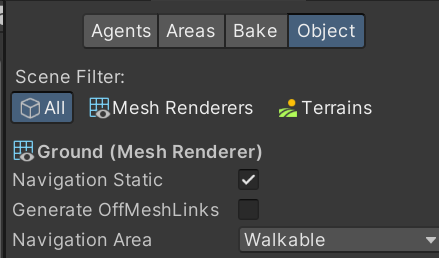 Agents Areas Bake Object
Scene Filter:
All Mesh Renderers Terrains
Ground (Mesh Renderer)
Navigation Static
Generate OffMeshLinks
Navigation Area Walkable